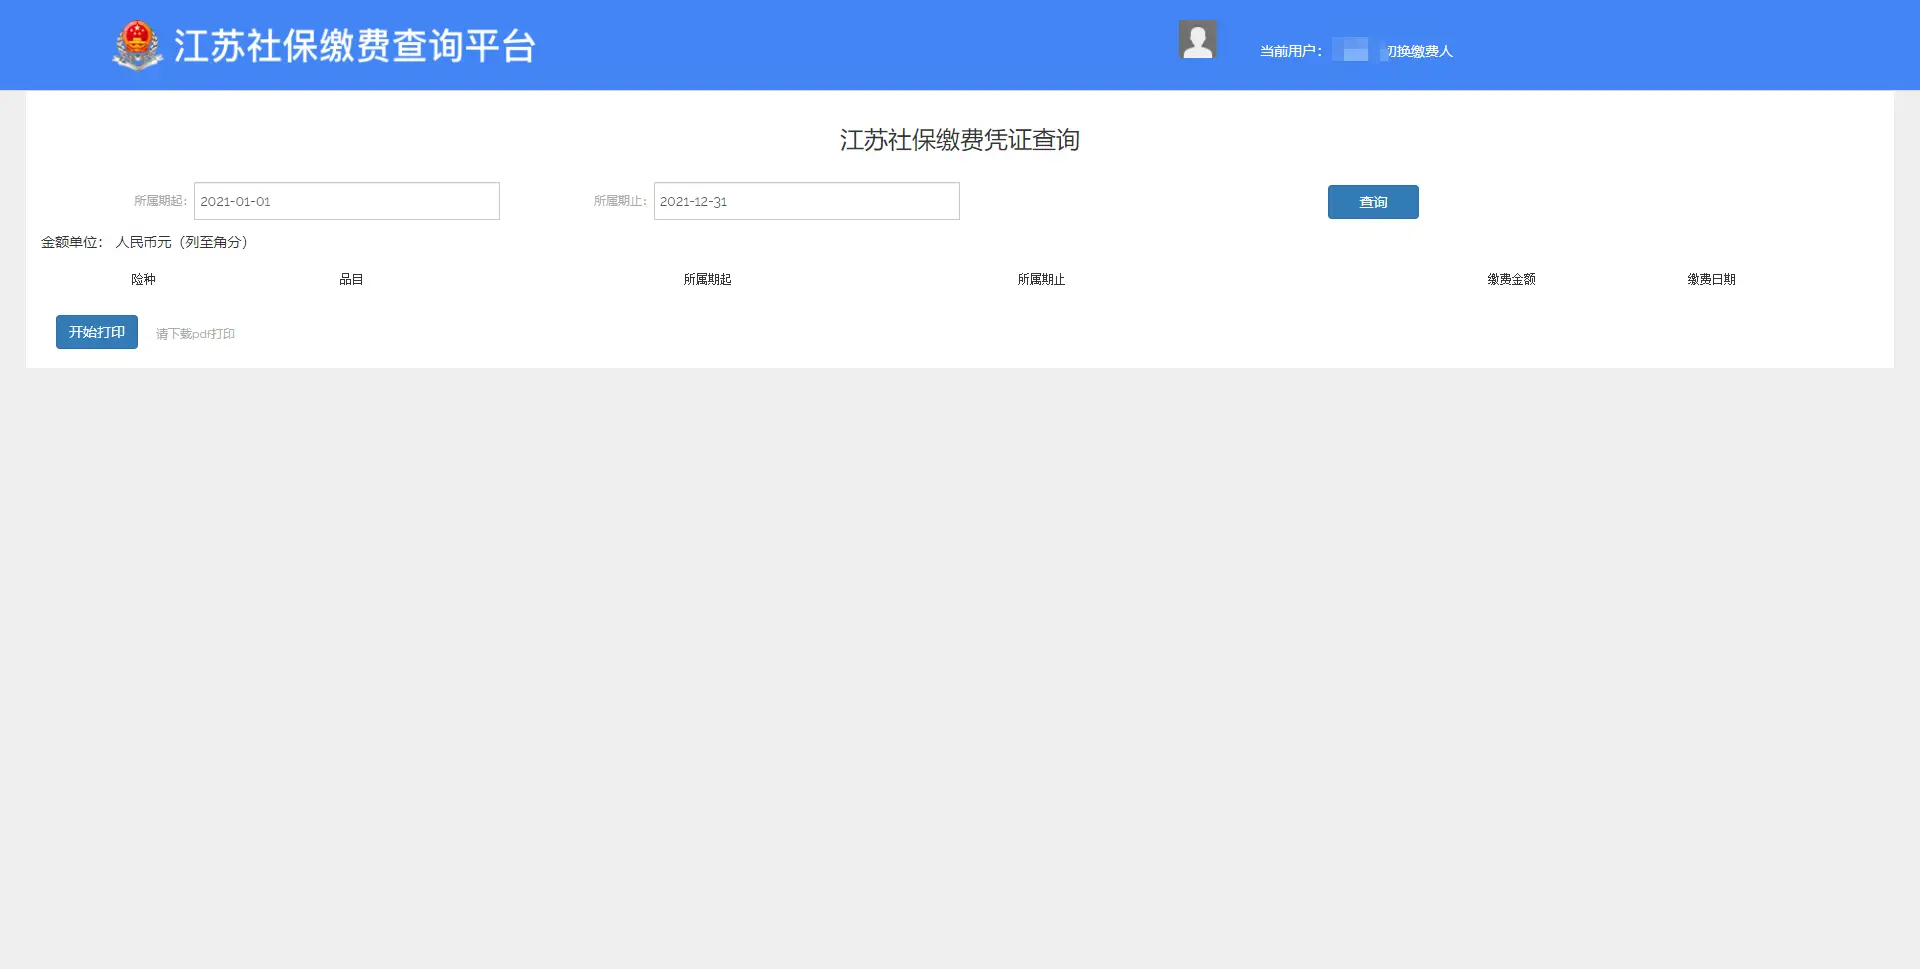 江苏社保缴费查询平台
当前用户： 切换缴费人
江苏社保缴费凭证查询
所属期起： 2021-01-01 所属期止： 2021-12-31 查询
金额单位： 人民币元（列至角分）
险种 品目 所属期起 所属期止 缴费金额 缴费日期
开始打印 请下载pdf打印